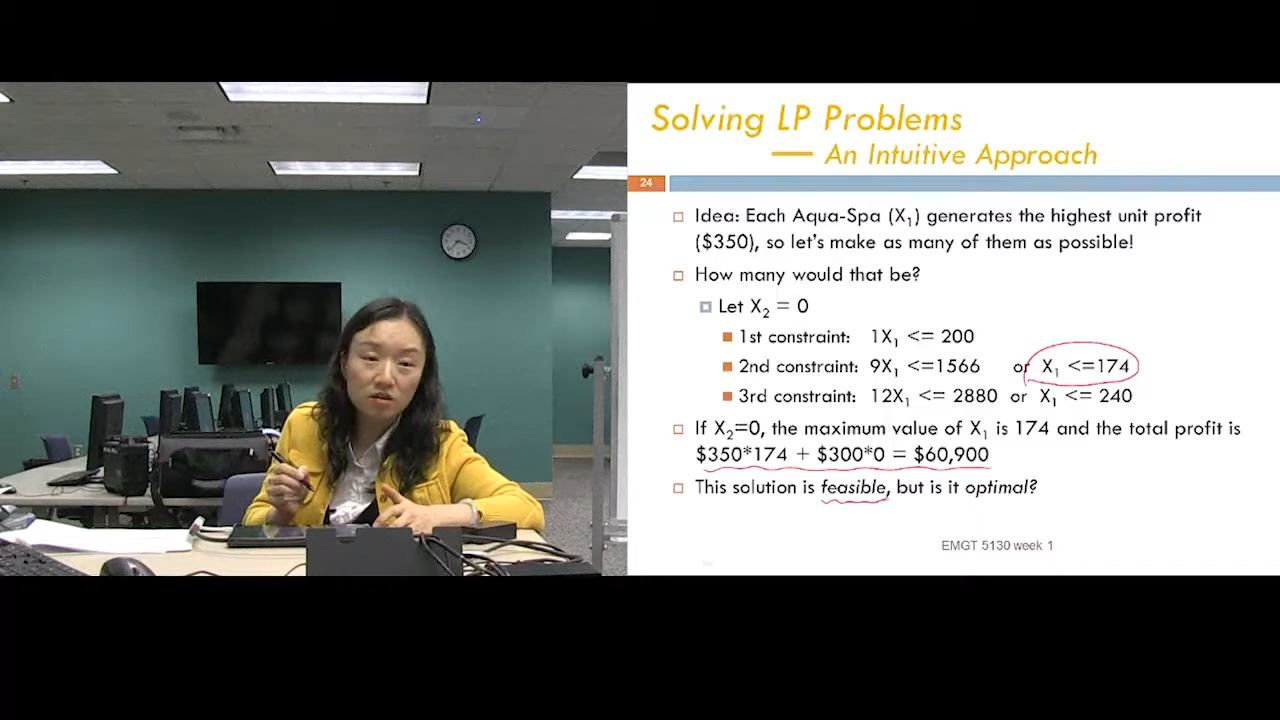 Solving LP Problems
— An Intuitive Approach
24
Idea: Each Aqua-Spa (X₁) generates the highest unit profit
($350), so let's make as many of them as possible!
How many would that be?
Let X₂ = 0
1st constraint: 1X₁ <= 200
2nd constraint: 9X₁ <=1566 or X₁ <=174
3rd constraint: 12X₁ <= 2880 or X₁ <= 240
If X₂=0, the maximum value of X₁ is 174 and the total profit is
$350*174 + $300*0 = $60,900
This solution is feasible, but is it optimal?
EMGT 5130 week 1